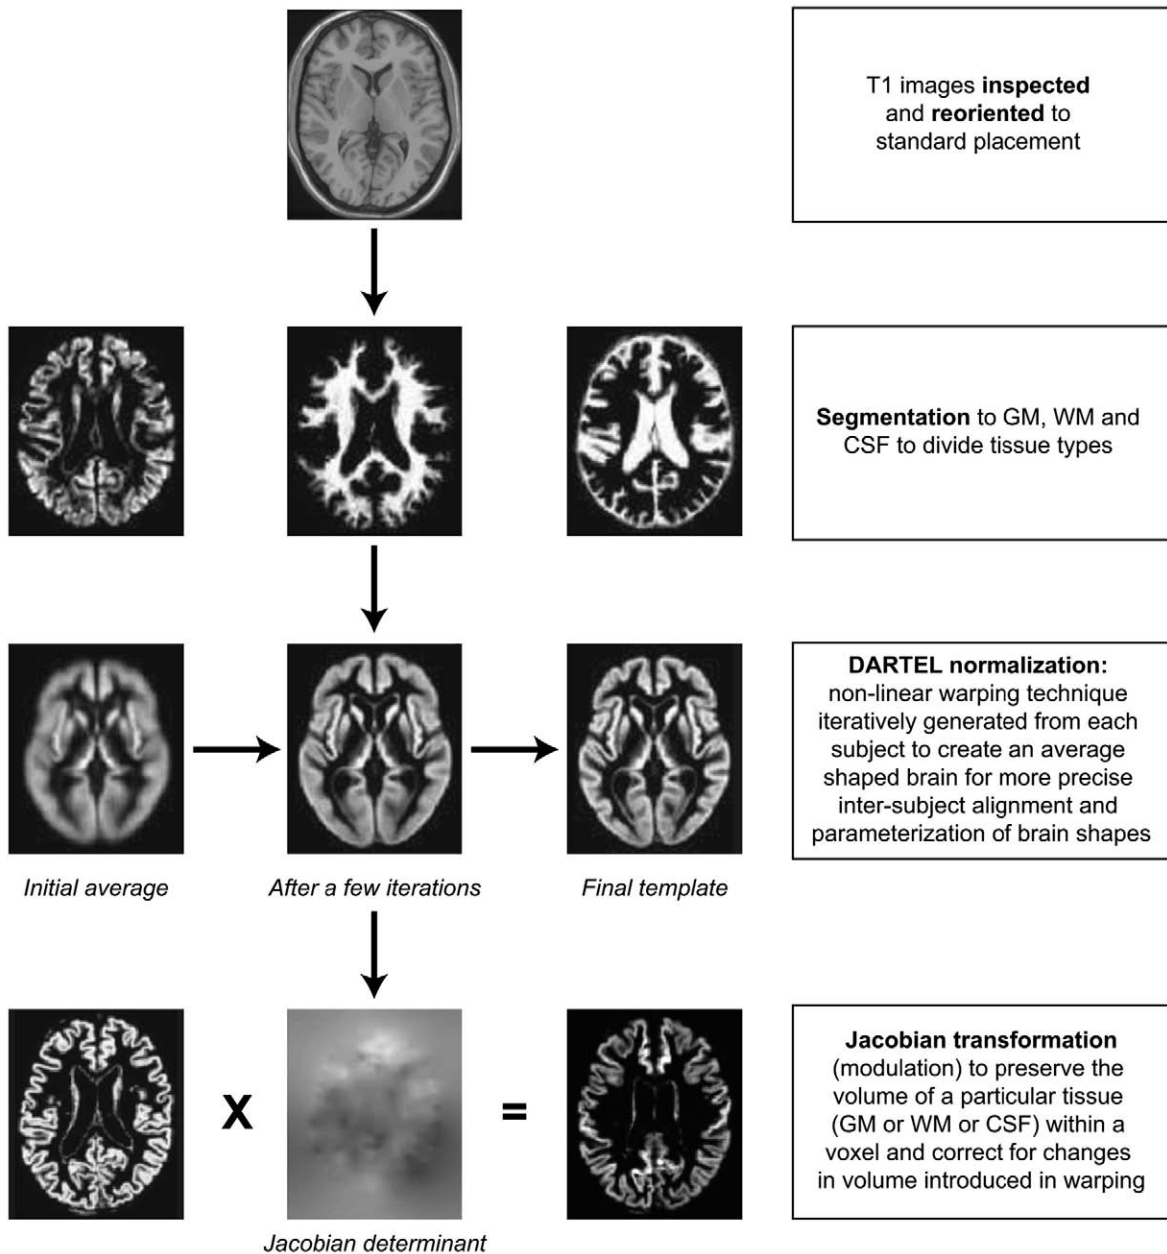 T1 images inspected
and reoriented to
standard placement
Segmentation to GM, WM and
CSF to divide tissue types
DARTEL normalization:
non-linear warping technique
iteratively generated from each
subject to create an average
shaped brain for more precise
inter-subject alignment and
parameterization of brain shapes
Initial average
After a few iterations
Final template
X
=
Jacobian transformation
(modulation) to preserve the
volume of a particular tissue
(GM or WM or CSF) within a
voxel and correct for changes
in volume introduced in warping
Jacobian determinant